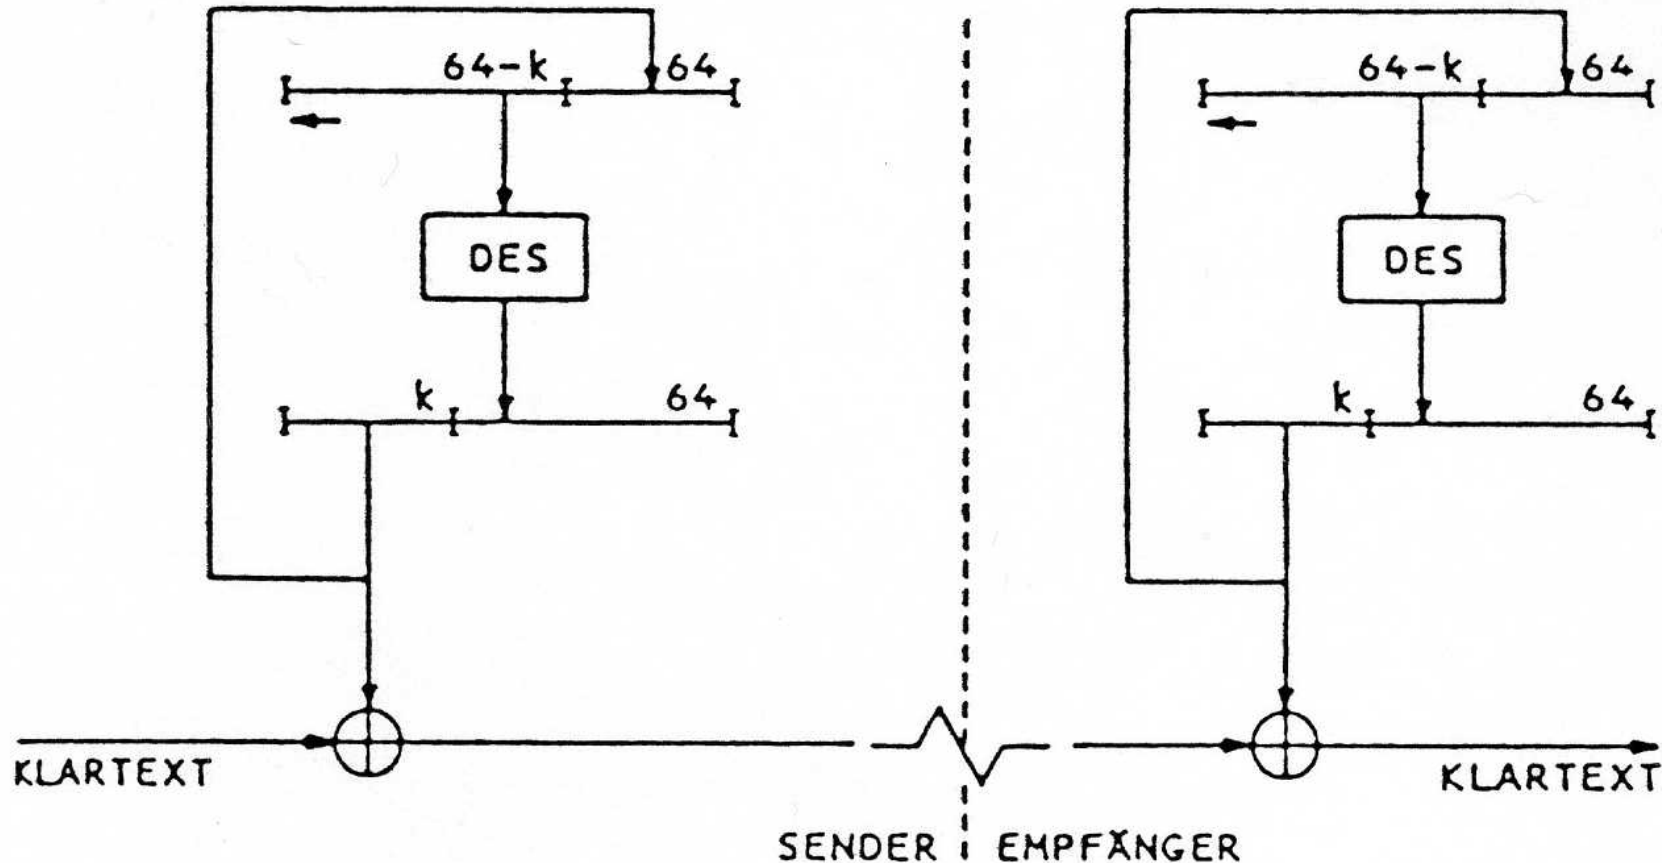 64-k 64
64-k 64
DES
DES
k 64
k 64
KLARTEXT
KLARTEXT
SENDER EMPFÄNGER